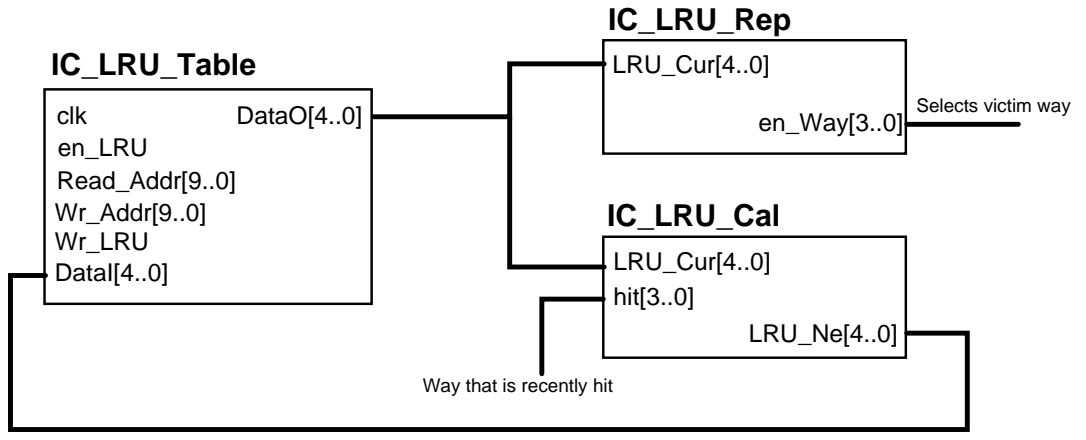 IC_LRU_Rep
LRU_Cur[4..0]
en_Way[3..0]
Selects victim way
IC_LRU_Table
clk
DataO[4..0]
en_LRU
Read_Addr[9..0]
Wr_Addr[9..0]
Wr_LRU
DataI[4..0]
IC_LRU_Cal
LRU_Cur[4..0]
hit[3..0]
LRU_Ne[4..0]
Way that is recently hit